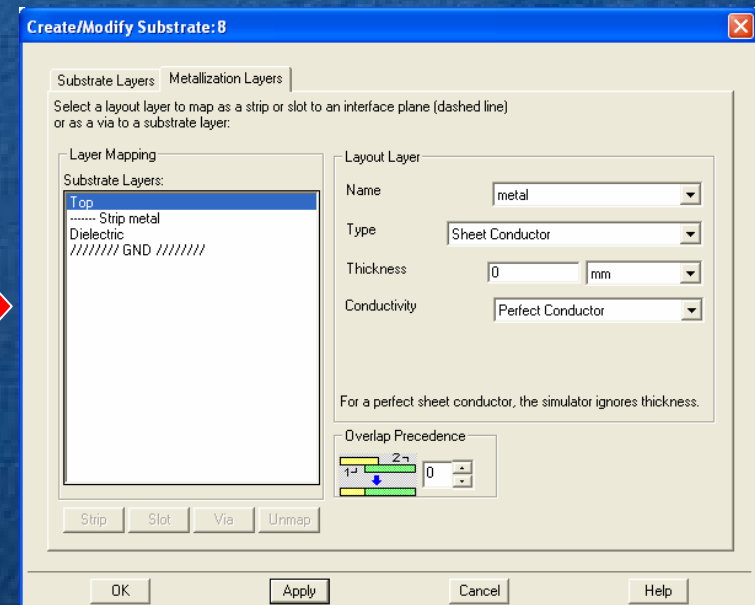 Create/Modify Substrate:8
Substrate Layers
Metallization Layers
Select a layout layer to map as a strip or slot to an interface plane (dashed line)
or as a via to a substrate layer:
Layer Mapping
Substrate Layers:
Top
------- Strip metal
Dielectric
//////// GND ////////
Strip
Slot
Via
Unmap
Layout Layer
Name
metal
Type
Sheet Conductor
Thickness
0
mm
Conductivity
Perfect Conductor
For a perfect sheet conductor, the simulator ignores thickness.
Overlap Precedence
2
1
0
OK
Apply
Cancel
Help